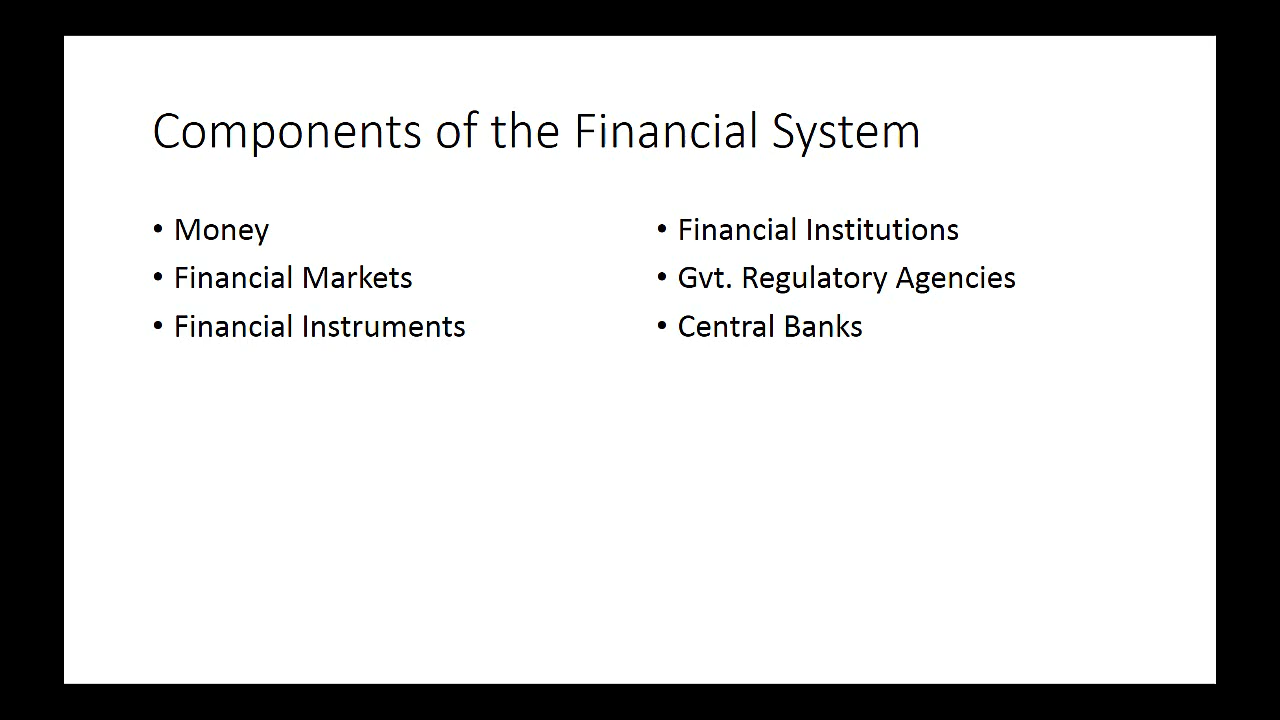 Components of the Financial System
• Money
• Financial Markets
• Financial Instruments
• Financial Institutions
• Gvt. Regulatory Agencies
• Central Banks